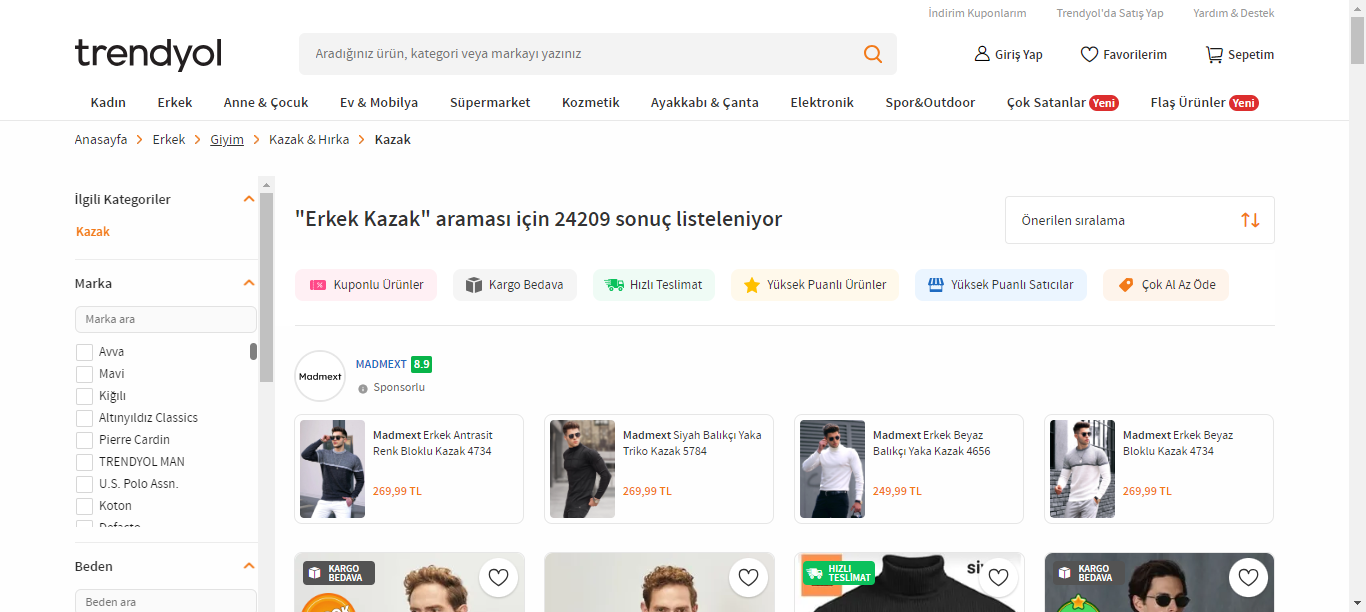 İndirim Kuponlarım Trendyol'da Satış Yap Yardım & Destek
trendyol
Aradığınız ürün, kategori veya markayı yazınız
Giriş Yap Favorilerim Sepetim
Kadın Erkek Anne & Çocuk Ev & Mobilya Süpermarket Kozmetik Ayakkabı & Çanta Elektronik Spor&Outdoor Çok Satanlar Yeni Flaş Ürünler Yeni
Anasayfa > Erkek > Giyim > Kazak & Hırka > Kazak
İlgili Kategoriler
Kazak
Marka
Marka ara
Avva
Mavi
Kiğılı
Altınyıldız Classics
Pierre Cardin
TRENDYOL MAN
U.S. Polo Assn.
Koton
Defacto
Beden
Beden ara
"Erkek Kazak" araması için 24209 sonuç listeleniyor
Önerilen sıralama
Kuponlu Ürünler Kargo Bedava Hızlı Teslimat Yüksek Puanlı Ürünler Yüksek Puanlı Satıcılar Çok Al Az Öde
Madmext
MADMEXT 8.9
Sponsorlu
Madmext Erkek Antrasit
Renk Bloklu Kazak 4734
269,99 TL
Madmext Siyah Balıkçı Yaka
Triko Kazak 5784
269,99 TL
Madmext Erkek Beyaz
Balıkçı Yaka Kazak 4656
249,99 TL
Madmext Erkek Beyaz
Bloklu Kazak 4734
269,99 TL
KARGO
BEDAVA
HIZLI
TESLİMAT
KARGO
BEDAVA